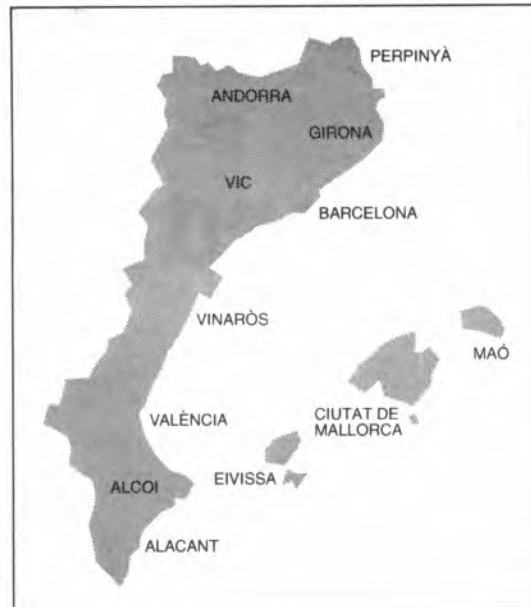 PERPINYÀ
ANDORRA
GIRONA
VIC
BARCELONA
VINARÒS
MAÓ
CIUTAT DE
MALLORCA
VALÈNCIA
EIVISSA
ALCOI
ALACANT